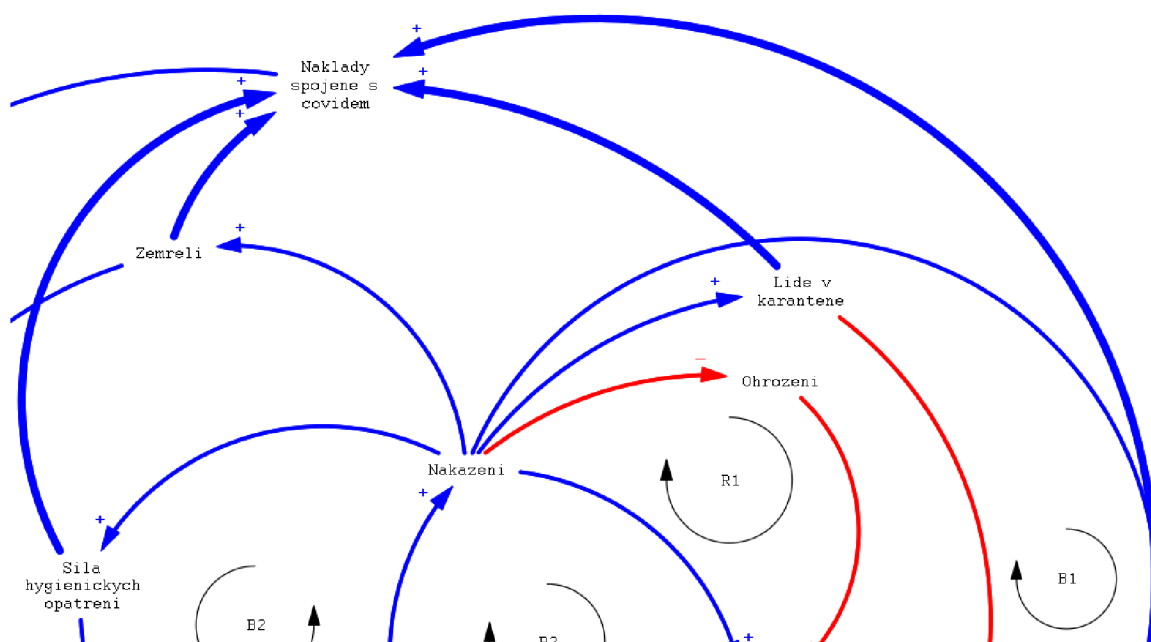 +
Naklady
spojene s
covidem
+
+
+
+
Zemreli
+
Lide v
karantene
−
Ohrozeni
Nakazeni
+
R1
+
Sila
hygienickych
opatreni
B1
B2
+